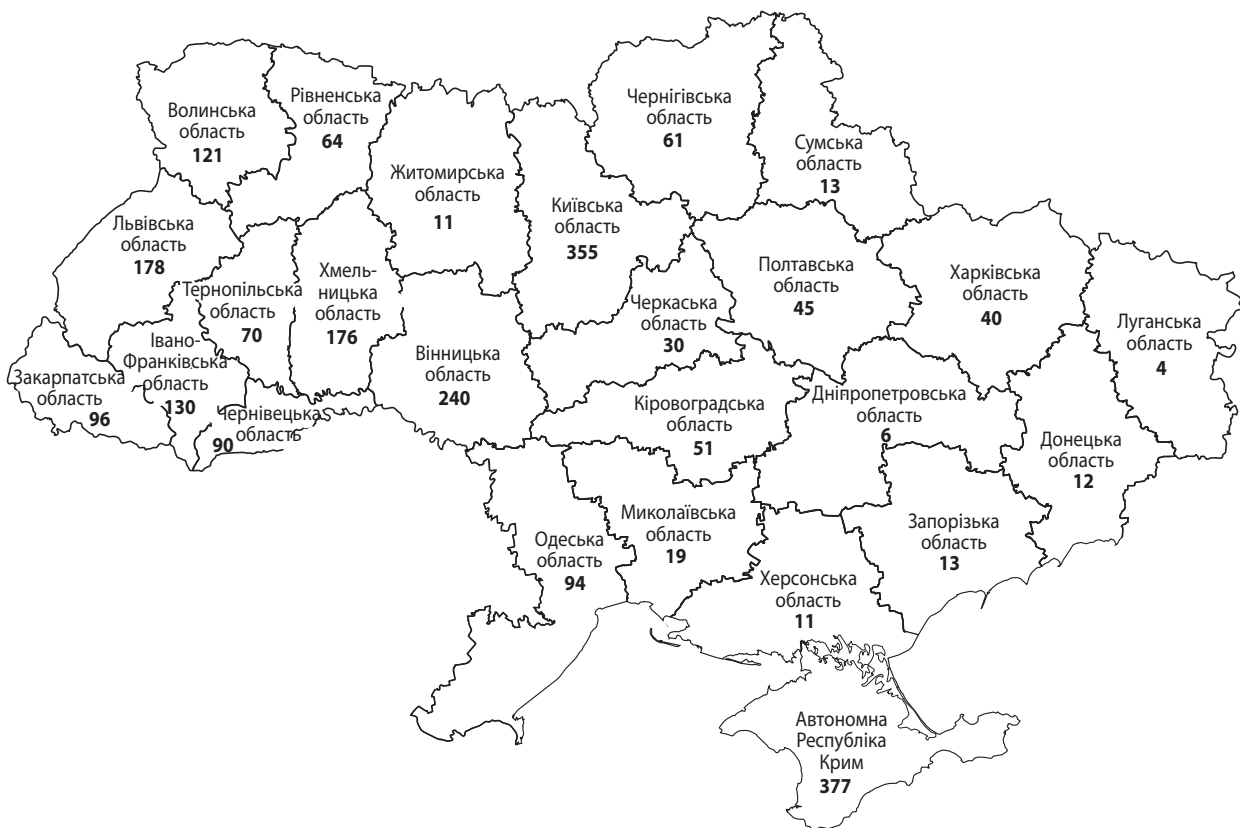 Волинська
область
121
Рівненська
область
64
Житомирська
область
11
Київська
область
355
Чернігівська
область
61
Сумська
область
13
Львівська
область
178
Тернопільська
область
70
Хмель-
ницька
область
176
Вінницька
область
240
Черкаська
область
30
Полтавська
область
45
Харківська
область
40
Луганська
область
4
Закарпатська
область
96
Івано-
Франківська
область
130
Чернівецька
область
90
Кіровоградська
область
51
Дніпропетровська
область
6
Донецька
область
12
Одеська
область
94
Миколаївська
область
19
Херсонська
область
11
Запорізька
область
13
Автономна
Республіка
Крим
377